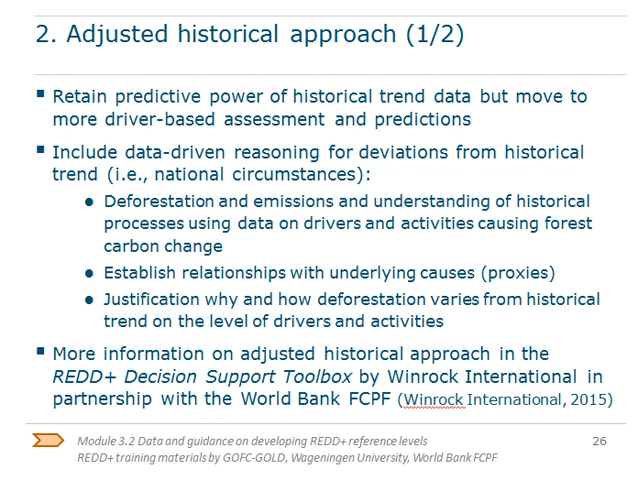 2. Adjusted historical approach (1/2)
▪ Retain predictive power of historical trend data but move to
more driver-based assessment and predictions
▪ Include data-driven reasoning for deviations from historical
trend (i.e., national circumstances):
● Deforestation and emissions and understanding of historical
processes using data on drivers and activities causing forest
carbon change
● Establish relationships with underlying causes (proxies)
● Justification why and how deforestation varies from historical
trend on the level of drivers and activities
▪ More information on adjusted historical approach in the
REDD+ Decision Support Toolbox by Winrock International in
partnership with the World Bank FCPF (Winrock International, 2015)
Module 3.2 Data and guidance on developing REDD+ reference levels
REDD+ training materials by GOFC-GOLD, Wageningen University, World Bank FCPF
26